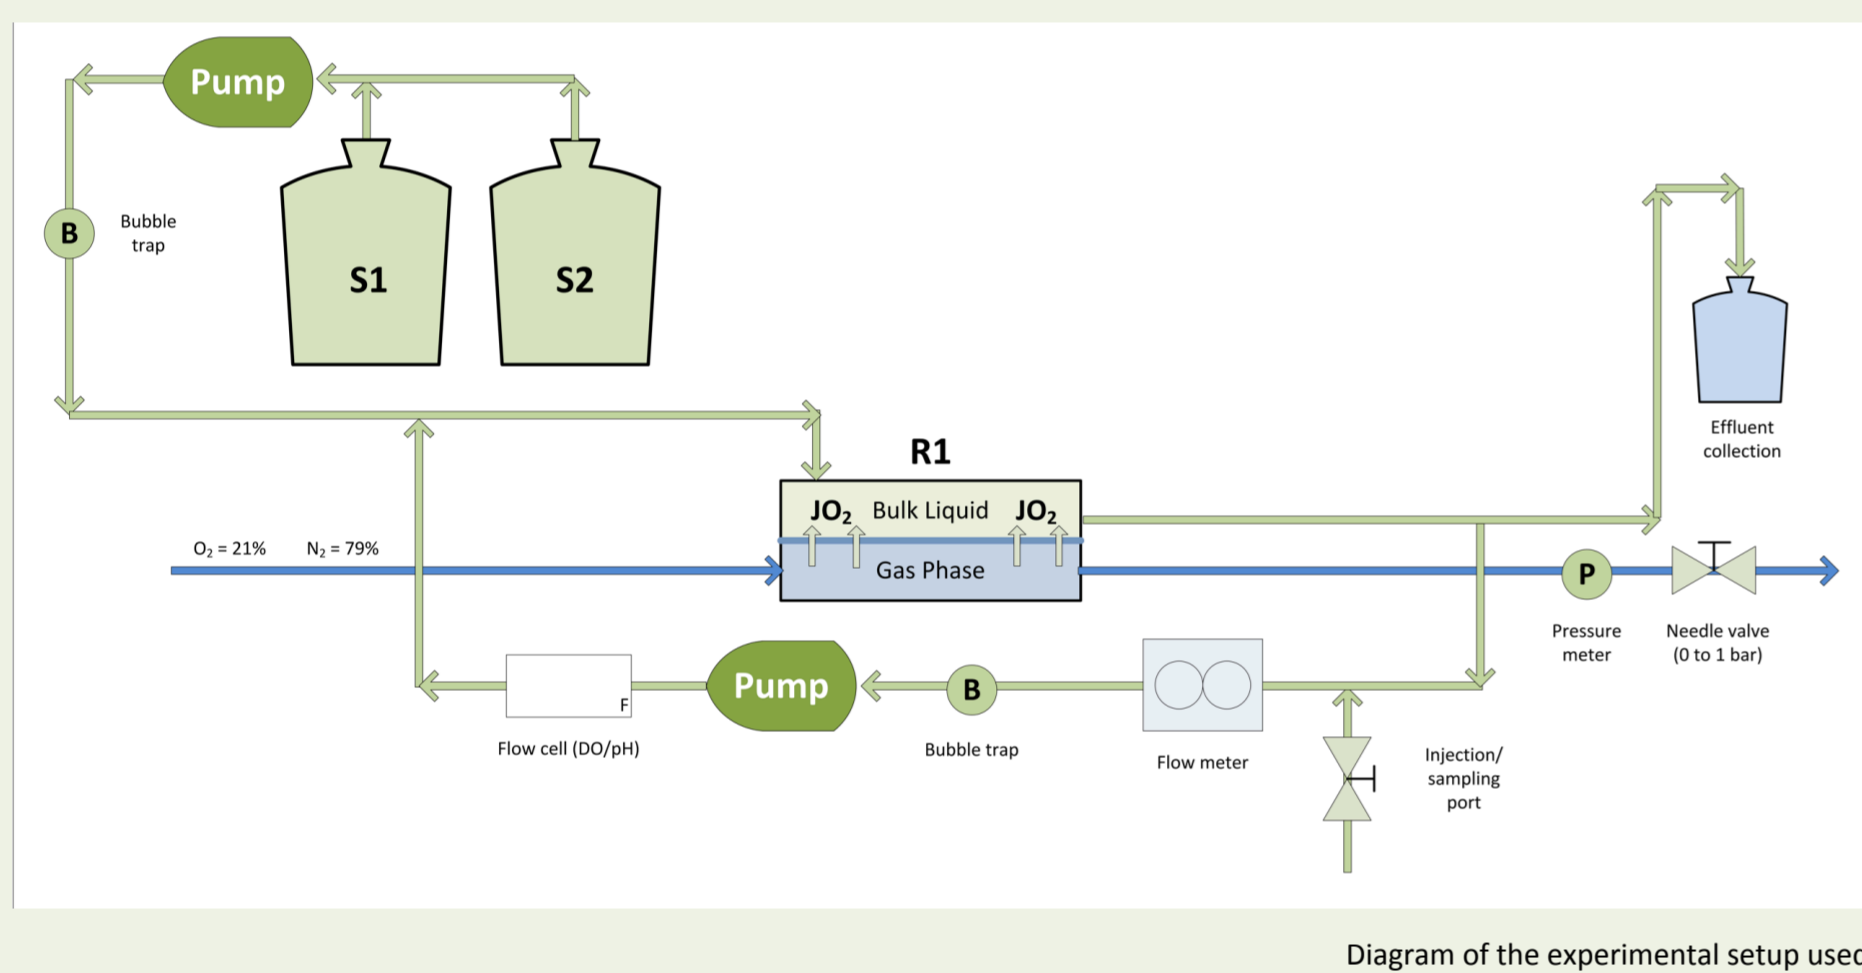 Pump
B
Bubble
trap
S1
S2
Effluent
collection
R1
JO₂ Bulk Liquid JO₂
O₂ = 21% N₂ = 79%
Gas Phase
P
Pressure
meter
Needle valve
(0 to 1 bar)
F
Flow cell (DO/pH)
Pump
B
Bubble trap
Flow meter
Injection/
sampling
port
Diagram of the experimental setup used